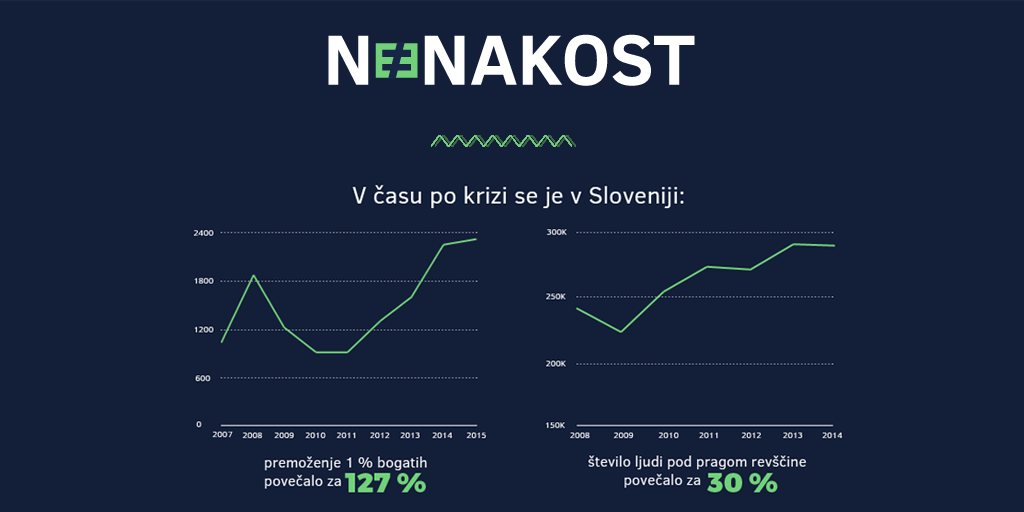 NEENAKOST
V času po krizi se je v Sloveniji:
2400
1800
1200
600
0
2007 2008 2009 2010 2011 2012 2013 2014 2015
premoženje 1 % bogatih
povečalo za 127 %
300K
250K
200K
150K
2008 2009 2010 2011 2012 2013 2014
število ljudi pod pragom revščine
povečalo za 30 %